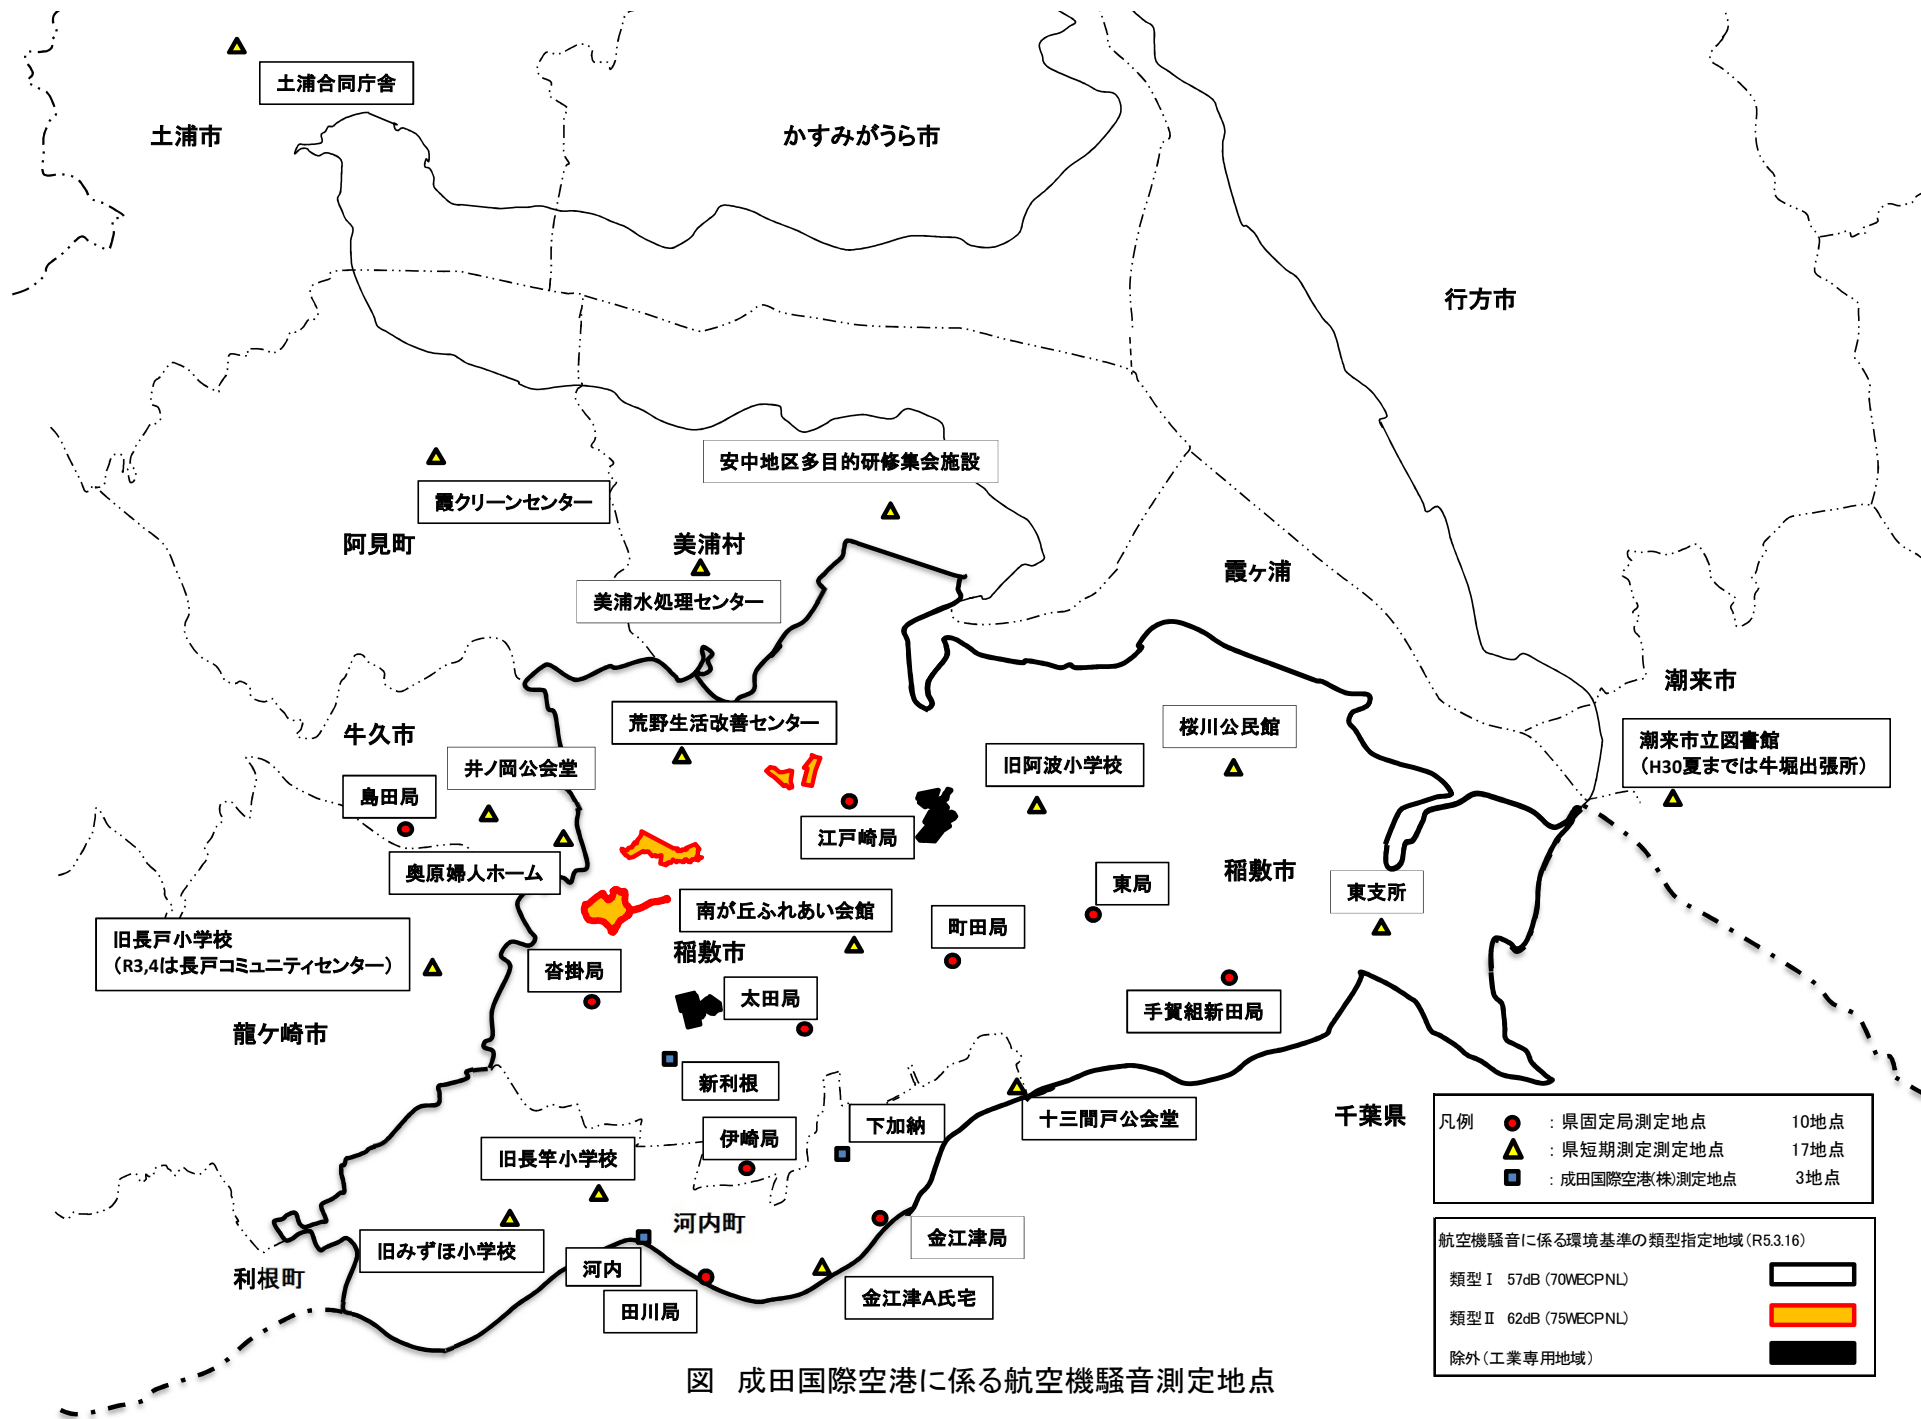 土浦合同庁舎
土浦市
かすみがうら市
行方市
安中地区多目的研修集会施設
霞クリーンセンター
阿見町
美浦村
霞ヶ浦
美浦水処理センター
潮来市
荒野生活改善センター
桜川公民館
牛久市
潮来市立図書館
（H30夏までは牛堀出張所）
井ノ岡公会堂
旧阿波小学校
島田局
江戸崎局
奥原婦人ホーム
稲敷市
東局
東支所
南が丘ふれあい会館
町田局
旧長戸小学校
（R3,4は長戸コミュニティセンター）
稲敷市
沓掛局
太田局
手賀組新田局
龍ケ崎市
新利根
十三間戸公会堂
千葉県
下加納
伊崎局
旧長竿小学校
河内町
金江津局
旧みずほ小学校
河内
利根町
金江津A氏宅
田川局
凡例 ：県固定局測定地点 10地点
：県短期測定測定地点 17地点
：成田国際空港(株)測定地点 3地点
航空機騒音に係る環境基準の類型指定地域（R5.3.16）
類型Ⅰ 57dB（70WECPNL）
類型Ⅱ 62dB（75WECPNL）
除外（工業専用地域）
図 成田国際空港に係る航空機騒音測定地点